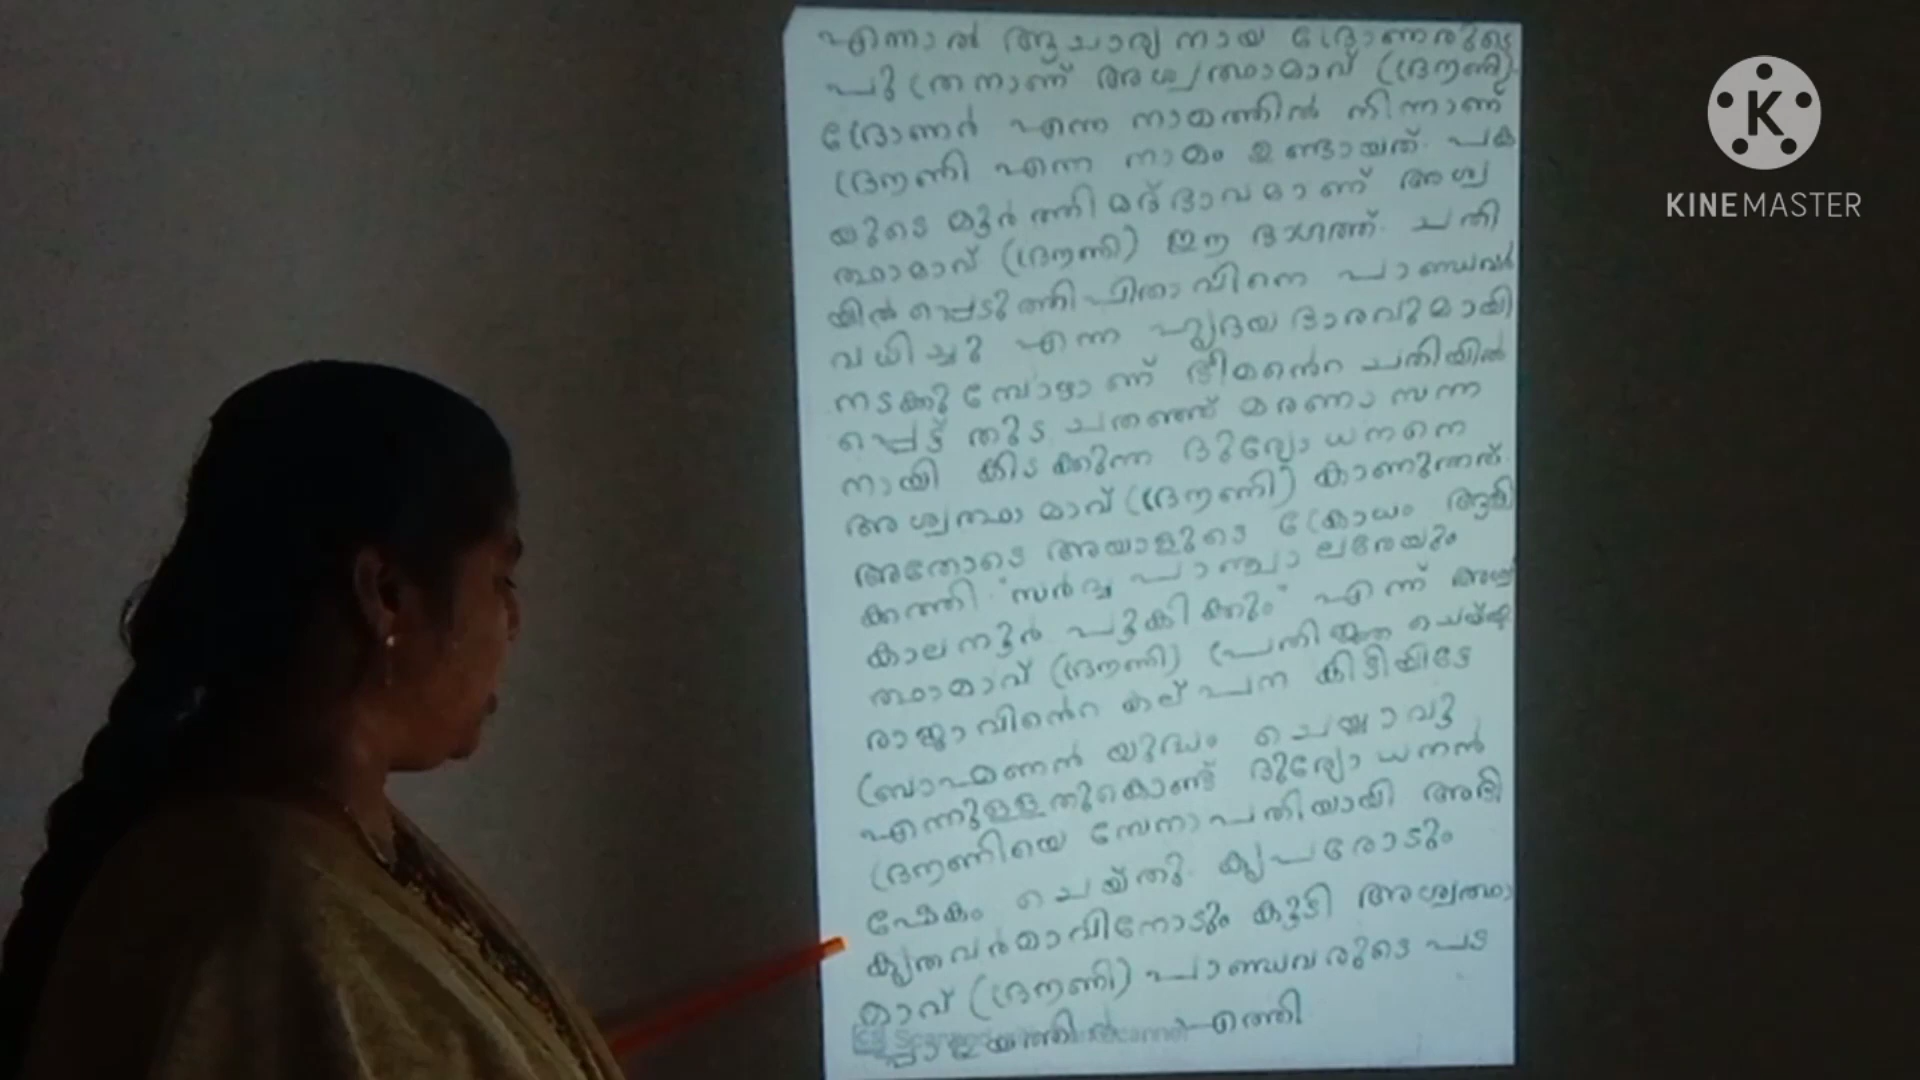 എന്നാൽ ആചാര്യനായ ദ്രോണരുടെ
പുത്രനാണ് അശ്വത്ഥാമാവ് (ദ്രൗണി).
ദ്രോണർ എന്ന നാമത്തിൽ നിന്നാണ്
ദ്രൗണി എന്ന നാമം ഉണ്ടായത്. പക
യുടെ മൂർത്തിമദ്ഭാവമാണ് അശ്വ
ത്ഥാമാവ് (ദ്രൗണി) ഈ ഭാഗത്ത്. ചതി
യിൽപ്പെടുത്തി പിതാവിനെ പാണ്ഡവർ
വധിച്ചു എന്ന ഹൃദയഭാരവുമായി
നടക്കുമ്പോഴാണ് ഭീമൻെറ ചതിയിൽ
പ്പെട്ട് തുട ചതഞ്ഞ് മരണാസന്ന
നായി കിടക്കുന്ന ദുര്യോധനനെ
അശ്വത്ഥാമാവ് (ദ്രൗണി) കാണുന്നത്.
അതോടെ അയാളുടെ ക്രോധം ആളി
ക്കത്തി. "സർവ്വ പാഞ്ചാലരേയും
കാലനൂർ പൂകിക്കും" എന്ന് അശ്വ
ത്ഥാമാവ് (ദ്രൗണി) പ്രതിജ്ഞ ചെയ്തു.
രാജാവിൻെറ കല്പന കിട്ടിയിട്ടേ
ബ്രാഹ്മണൻ യുദ്ധം ചെയ്യാവൂ
എന്നുള്ളതുകൊണ്ട് ദുര്യോധനൻ
ദ്രൗണിയെ സേനാപതിയായി അഭി
ഷേകം ചെയ്തു. കൃപരോടും
കൃതവർമാവിനോടും കൂടി അശ്വത്ഥാ
മാവ് (ദ്രൗണി) പാണ്ഡവരുടെ പട
എത്തി
KINEMASTER